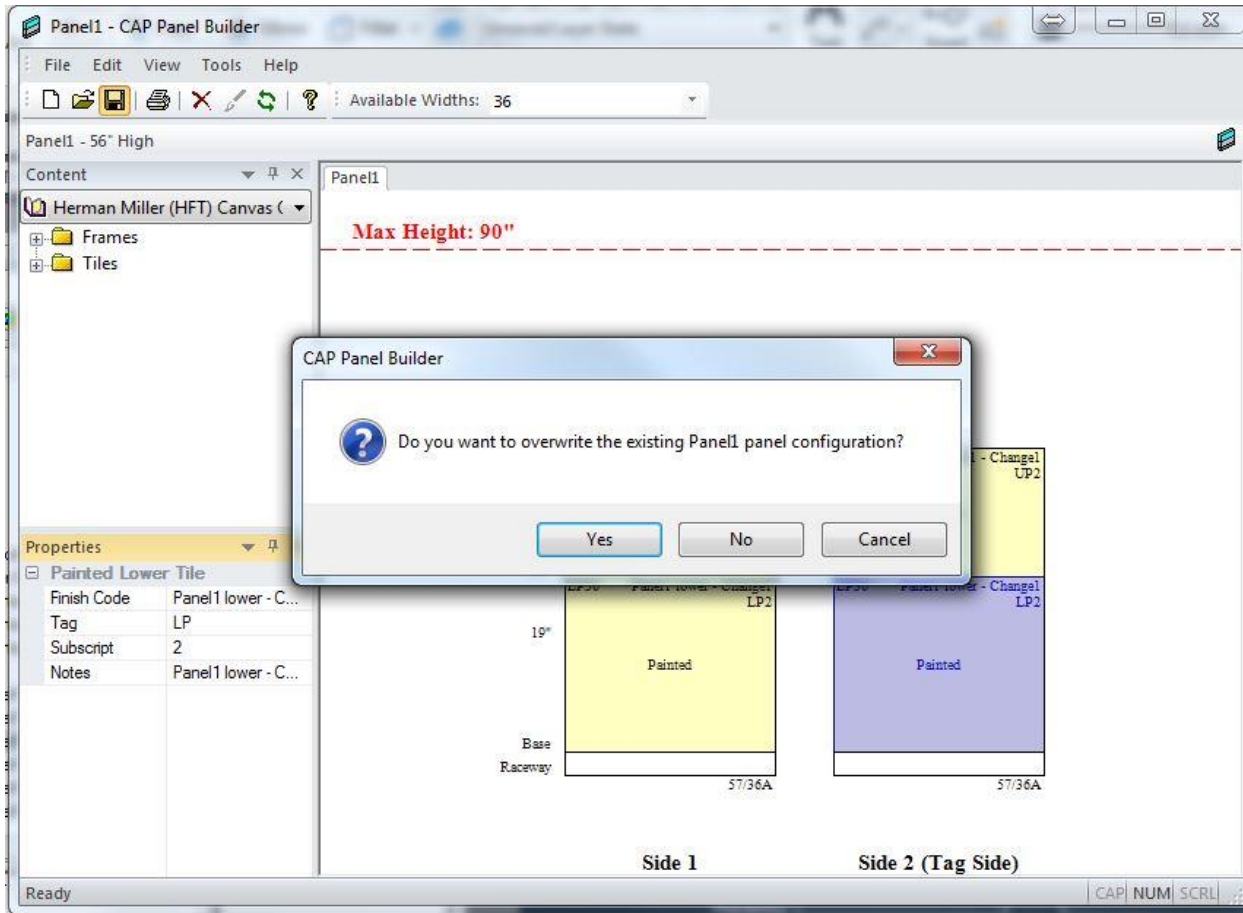 Panel1 - CAP Panel Builder
File Edit View Tools Help
Available Widths: 36
Panel1 - 56" High
Content
Panel1
Herman Miller (HFT) Canvas (
Frames
Tiles
Max Height: 90"
CAP Panel Builder
Do you want to overwrite the existing Panel1 panel configuration?
Yes No Cancel
- Change1
UP2
Properties
Painted Lower Tile
Finish Code Panel1 lower - C...
Tag LP
Subscript 2
Notes Panel1 lower - C...
Panel1 lower - Change1
LP2
Panel1 lower - Change1
LP2
19"
Painted
Painted
Base
Raceway
57/36A
57/36A
Side 1
Side 2 (Tag Side)
Ready
CAP NUM SCRL